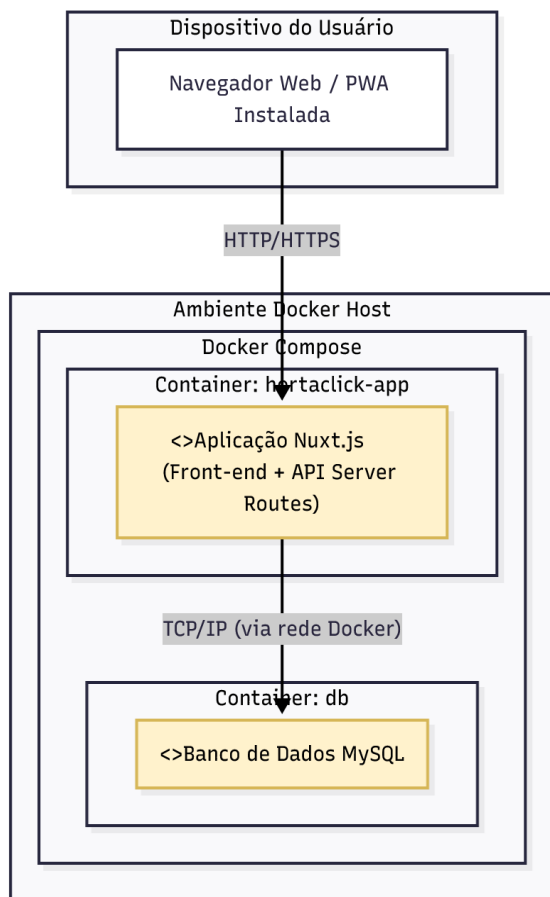 Dispositivo do Usuário
Navegador Web / PWA
Instalada
HTTP/HTTPS
Ambiente Docker Host
Docker Compose
Container: hortaclick-app
<>Aplicação Nuxt.js
(Front-end + API Server
Routes)
TCP/IP (via rede Docker)
Container: db
<>Banco de Dados MySQL